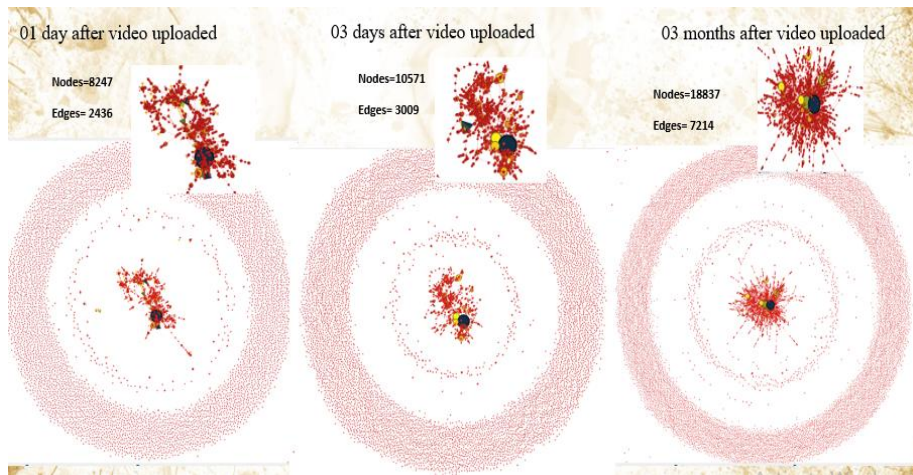 01 day after video uploaded
Nodes=8247
Edges= 2436
03 days after video uploaded
Nodes=10571
Edges= 3009
03 months after video uploaded
Nodes=18837
Edges= 7214